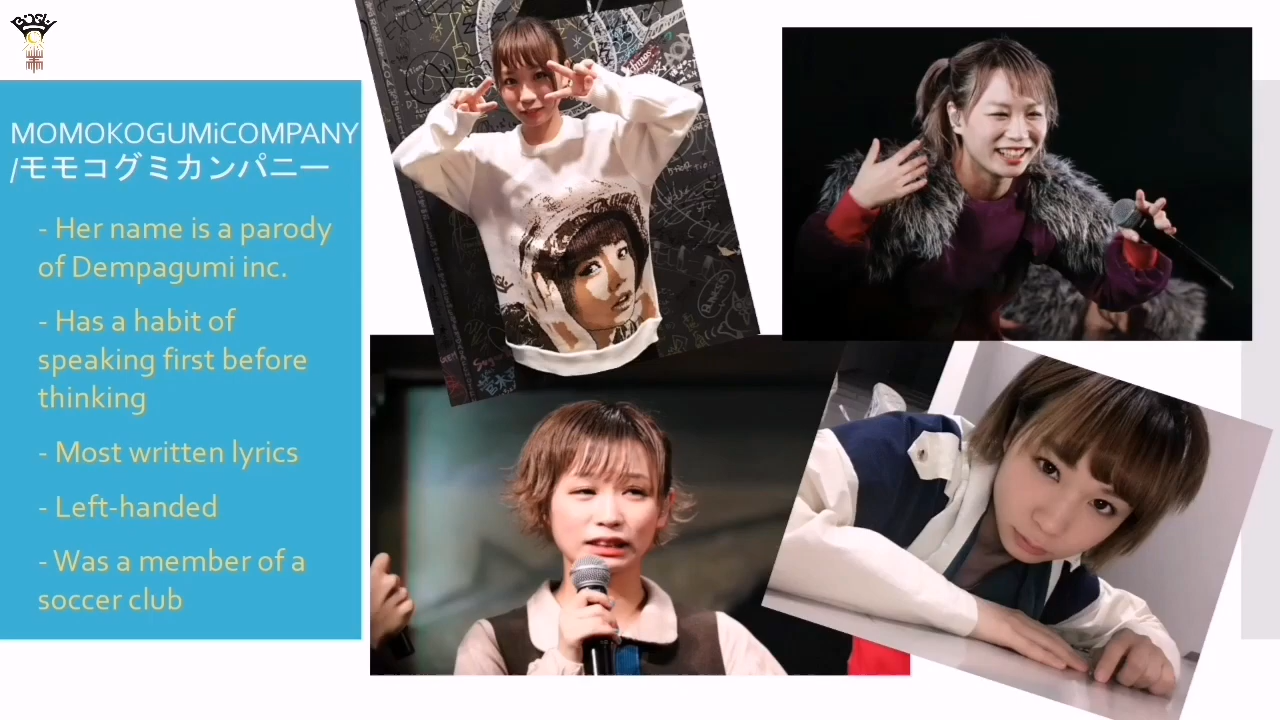 BiSH
MOMOKOGUMiCOMPANY
/モモコグミカンパニー
- Her name is a parody
of Dempagumi inc.
- Has a habit of
speaking first before
thinking
- Most written lyrics
- Left-handed
- Was a member of a
soccer club